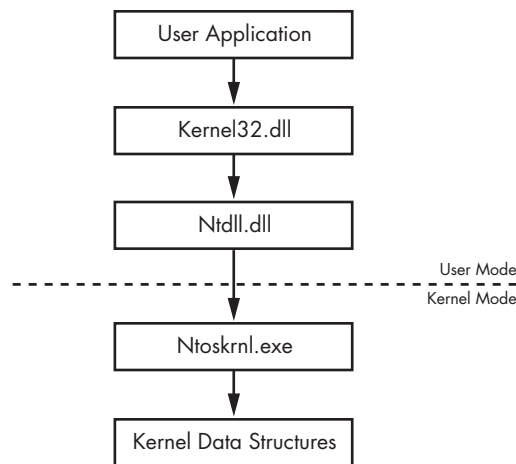 User Application
Kernel32.dll
Ntdll.dll
User Mode
Kernel Mode
Ntoskrnl.exe
Kernel Data Structures